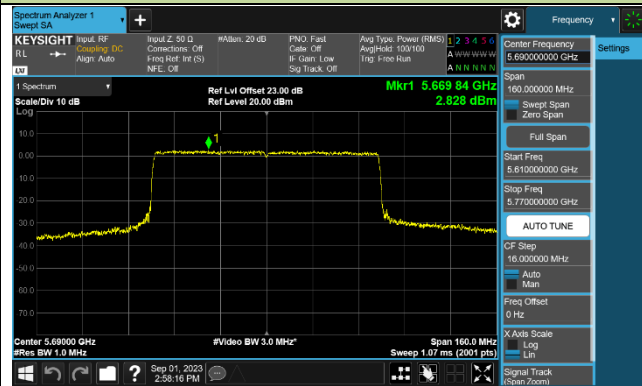 Spectrum Analyzer 1
Swept SA
Frequency
KEYSIGHT
RL
Input: RF
Coupling: DC
Align: Auto
Input Z: 50 Ω
Corrections: Off
Freq Ref: Int (S)
NFE: Off
#Atten: 20 dB
PNO: Fast
Gate: Off
IF Gain: Low
Sig Track: Off
Avg Type: Power (RMS)
Avg|Hold: 100/100
Trig: Free Run
1 2 3 4 5 6
A W W W W W
A N N N N N
LXI
1 Spectrum
Scale/Div 10 dB
Log
Ref Lvl Offset 23.00 dB
Ref Level 20.00 dBm
Mkr1 5.669 84 GHz
2.828 dBm
1
10.0
0.00
-10.0
-20.0
-30.0
-40.0
-50.0
-60.0
-70.0
Center 5.69000 GHz
#Res BW 1.0 MHz
#Video BW 3.0 MHz*
Span 160.0 MHz
Sweep 1.07 ms (2001 pts)
Sep 01, 2023
2:58:16 PM
Center Frequency
5.690000000 GHz
Span
160.000000 MHz
Swept Span
Zero Span
Full Span
Start Freq
5.610000000 GHz
Stop Freq
5.770000000 GHz
AUTO TUNE
CF Step
16.000000 MHz
Auto
Man
Freq Offset
0 Hz
X Axis Scale
Log
Lin
Signal Track
(Span Zoom)
Settings